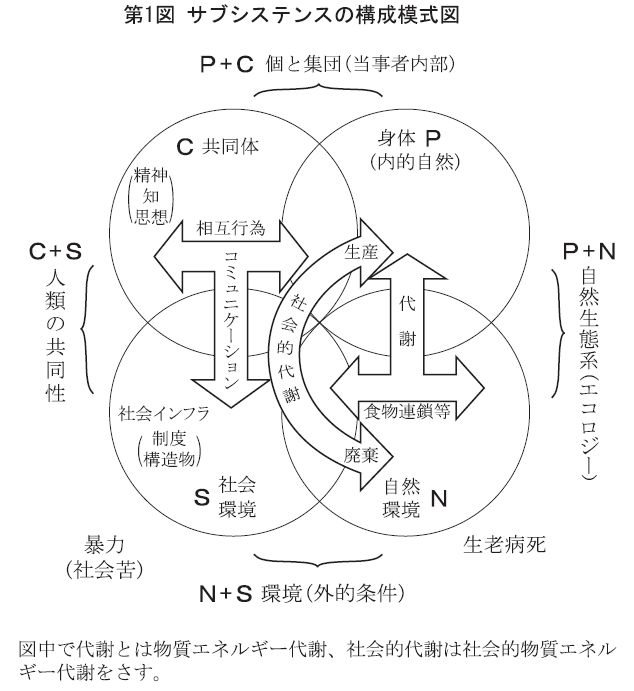 第1図 サブシステンスの構成模式図
P+C 個と集団(当事者内部)
C 共同体
精神
知
思想
身体 P
(内的自然)
C+S
人類の共同性
相互行為
コミュニケーション
生産
社会的代謝
代謝
P+N
自然生態系(エコロジー)
社会インフラ
制度
構造物
食物連鎖等
廃棄
S 社会
環境
自然
環境 N
暴力
(社会苦)
生老病死
N+S 環境(外的条件)
図中で代謝とは物質エネルギー代謝、社会的代謝は社会的物質エネル
ギー代謝をさす。